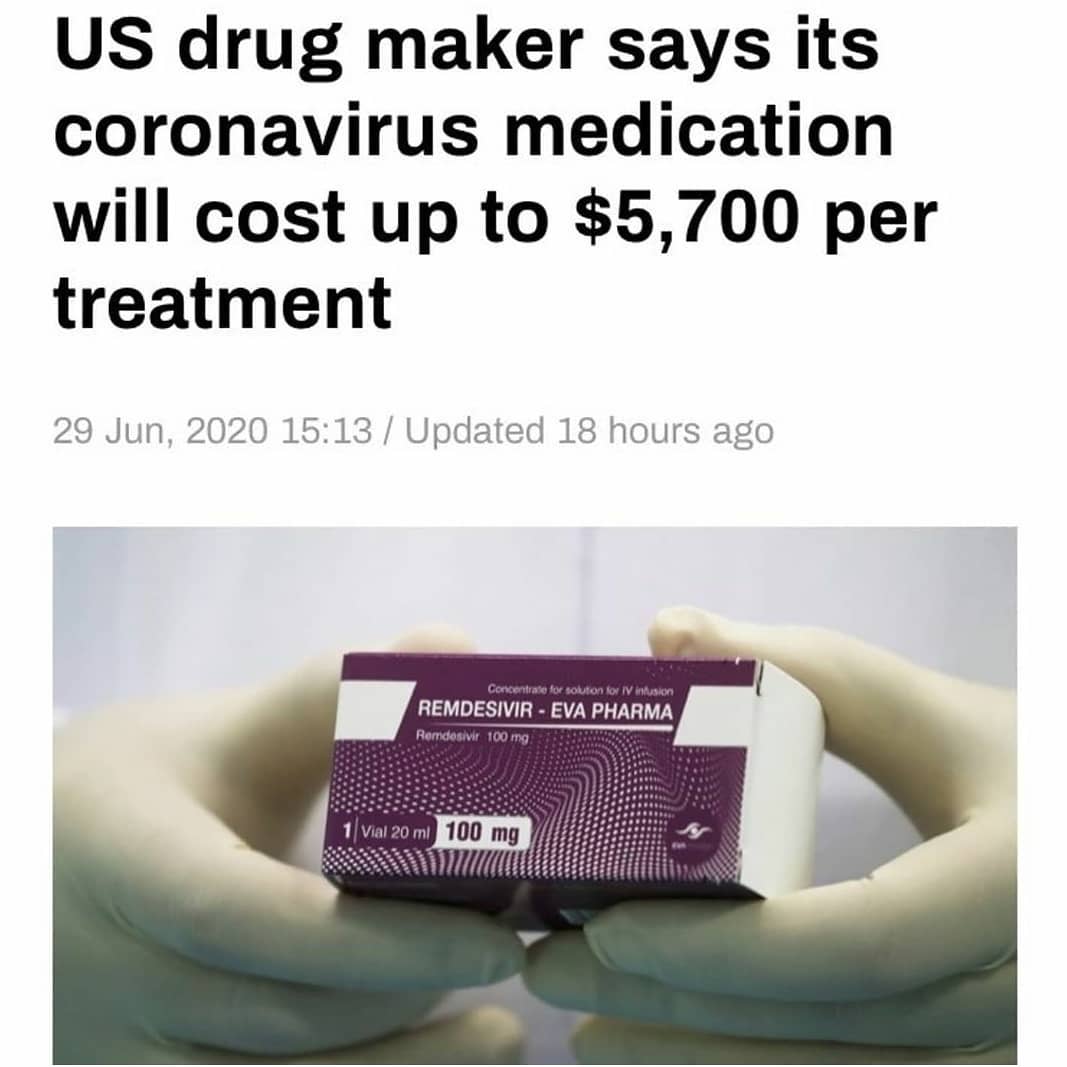 US drug maker says its
coronavirus medication
will cost up to $5,700 per
treatment
29 Jun, 2020 15:13 / Updated 18 hours ago
Concentrate for solution for IV infusion
REMDESIVIR - EVA PHARMA
Remdesivir 100 mg
1 Vial 20 ml 100 mg